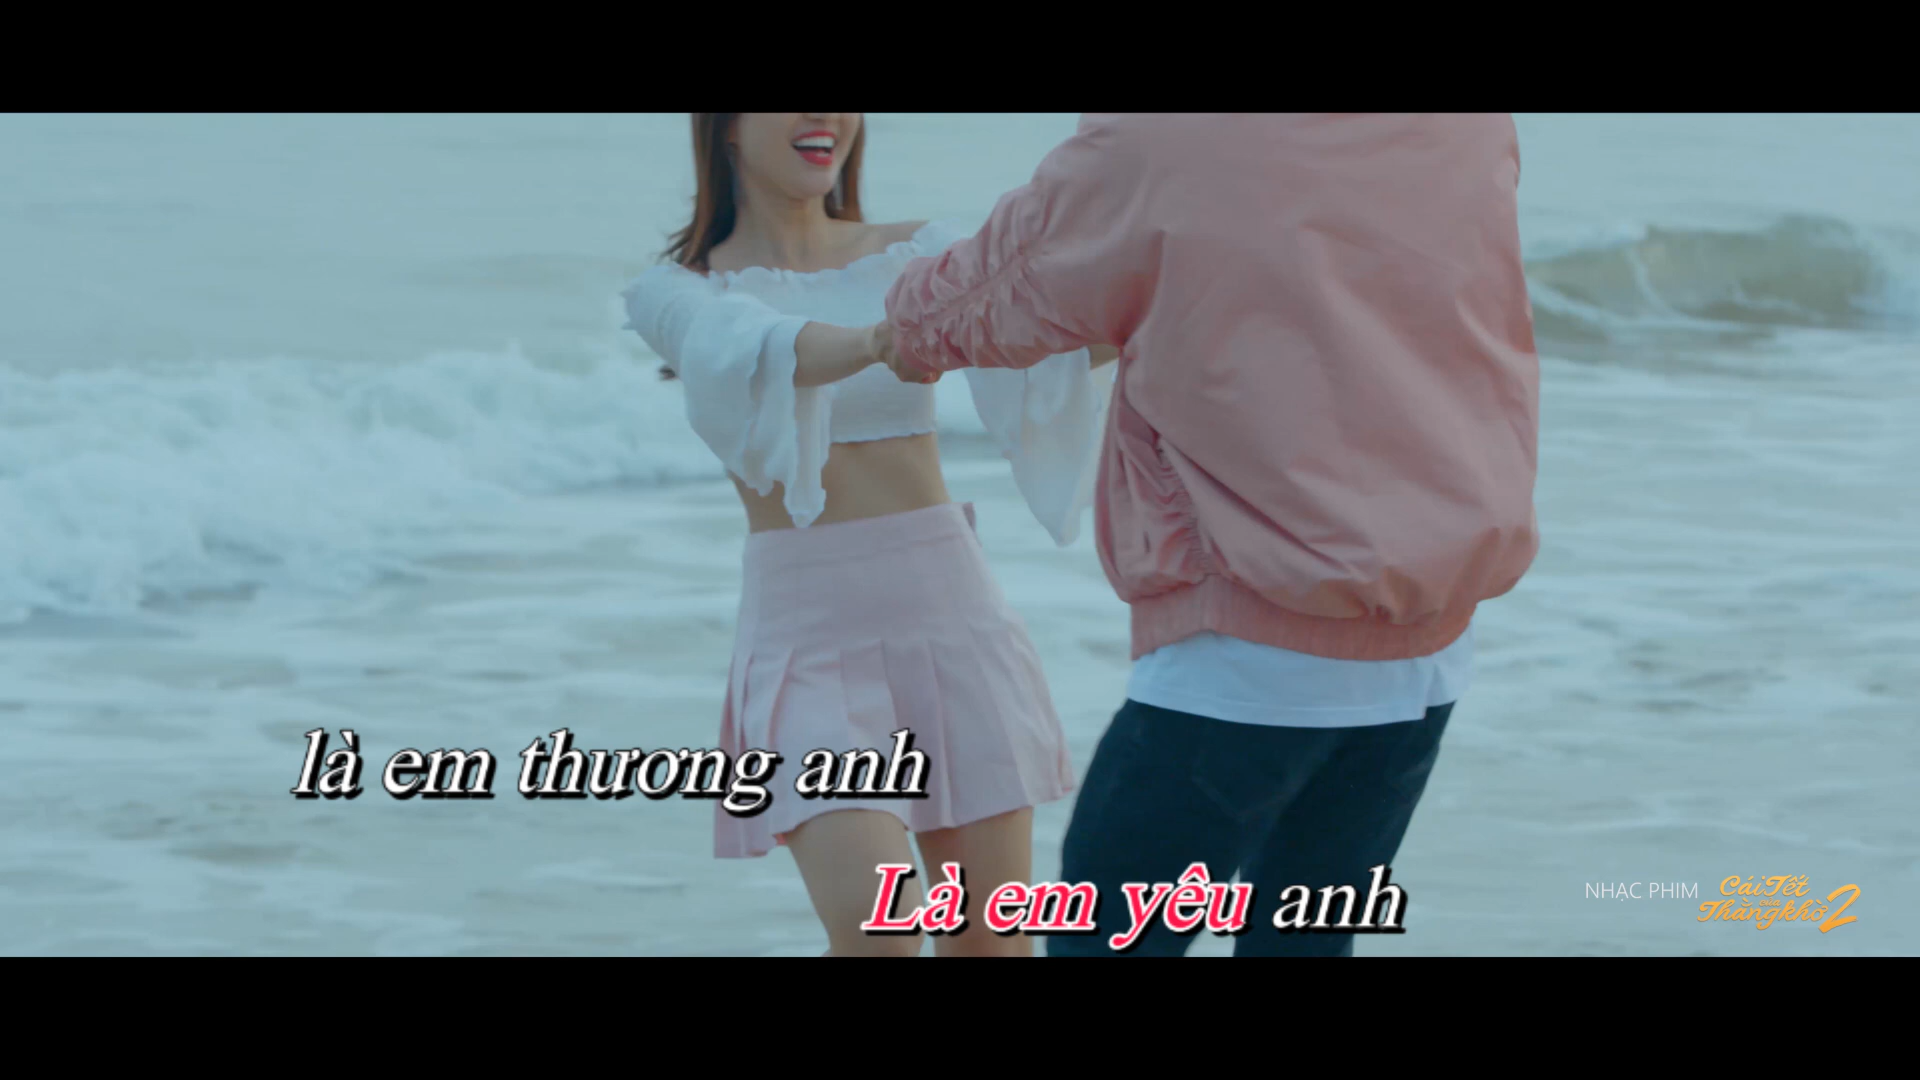 là em thương anh
Là em yêu anh
NHẠC PHIM Cái Tết của Thằng khờ 2